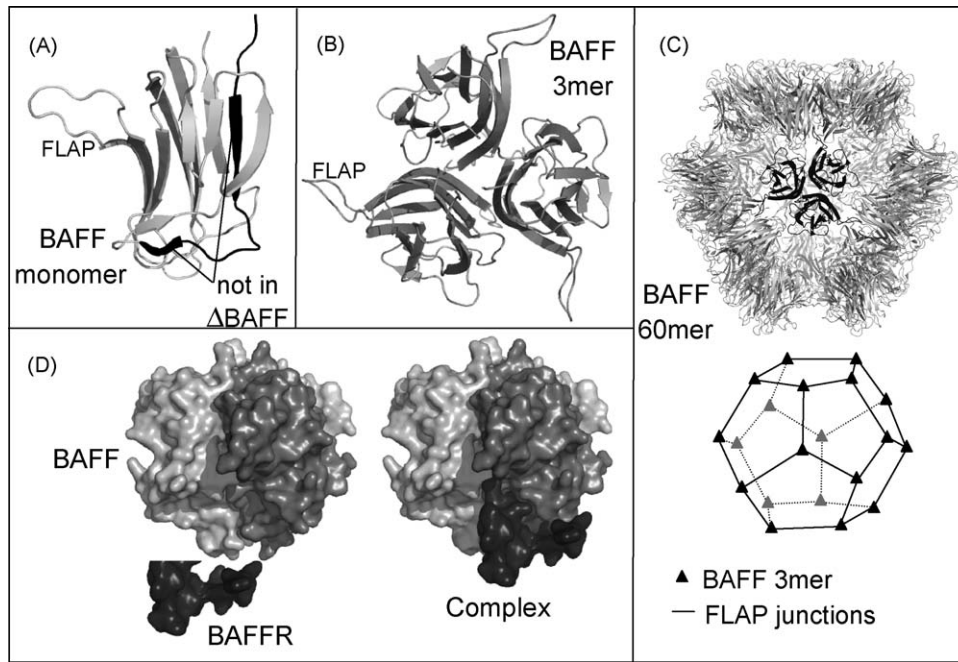 (A)
FLAP
BAFF
monomer
not in
ΔBAFF
(B)
BAFF
3mer
FLAP
(C)
BAFF
60mer
▲ BAFF 3mer
— FLAP junctions
(D)
BAFF
BAFFR
Complex